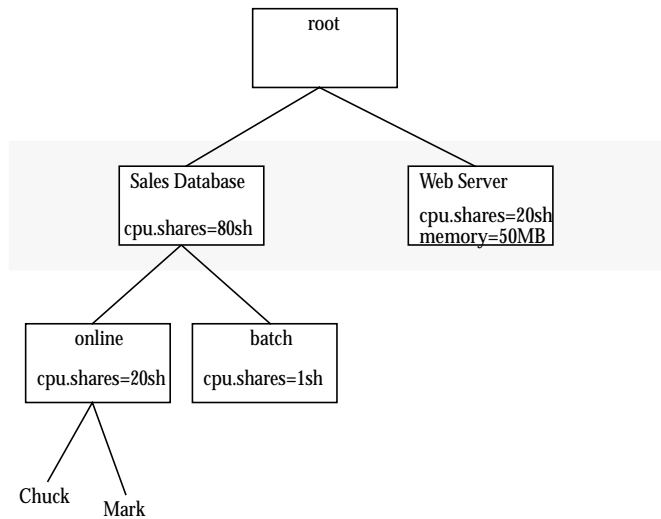 root
Sales Database
cpu.shares=80sh
Web Server
cpu.shares=20sh
memory=50MB
online
cpu.shares=20sh
batch
cpu.shares=1sh
Chuck
Mark